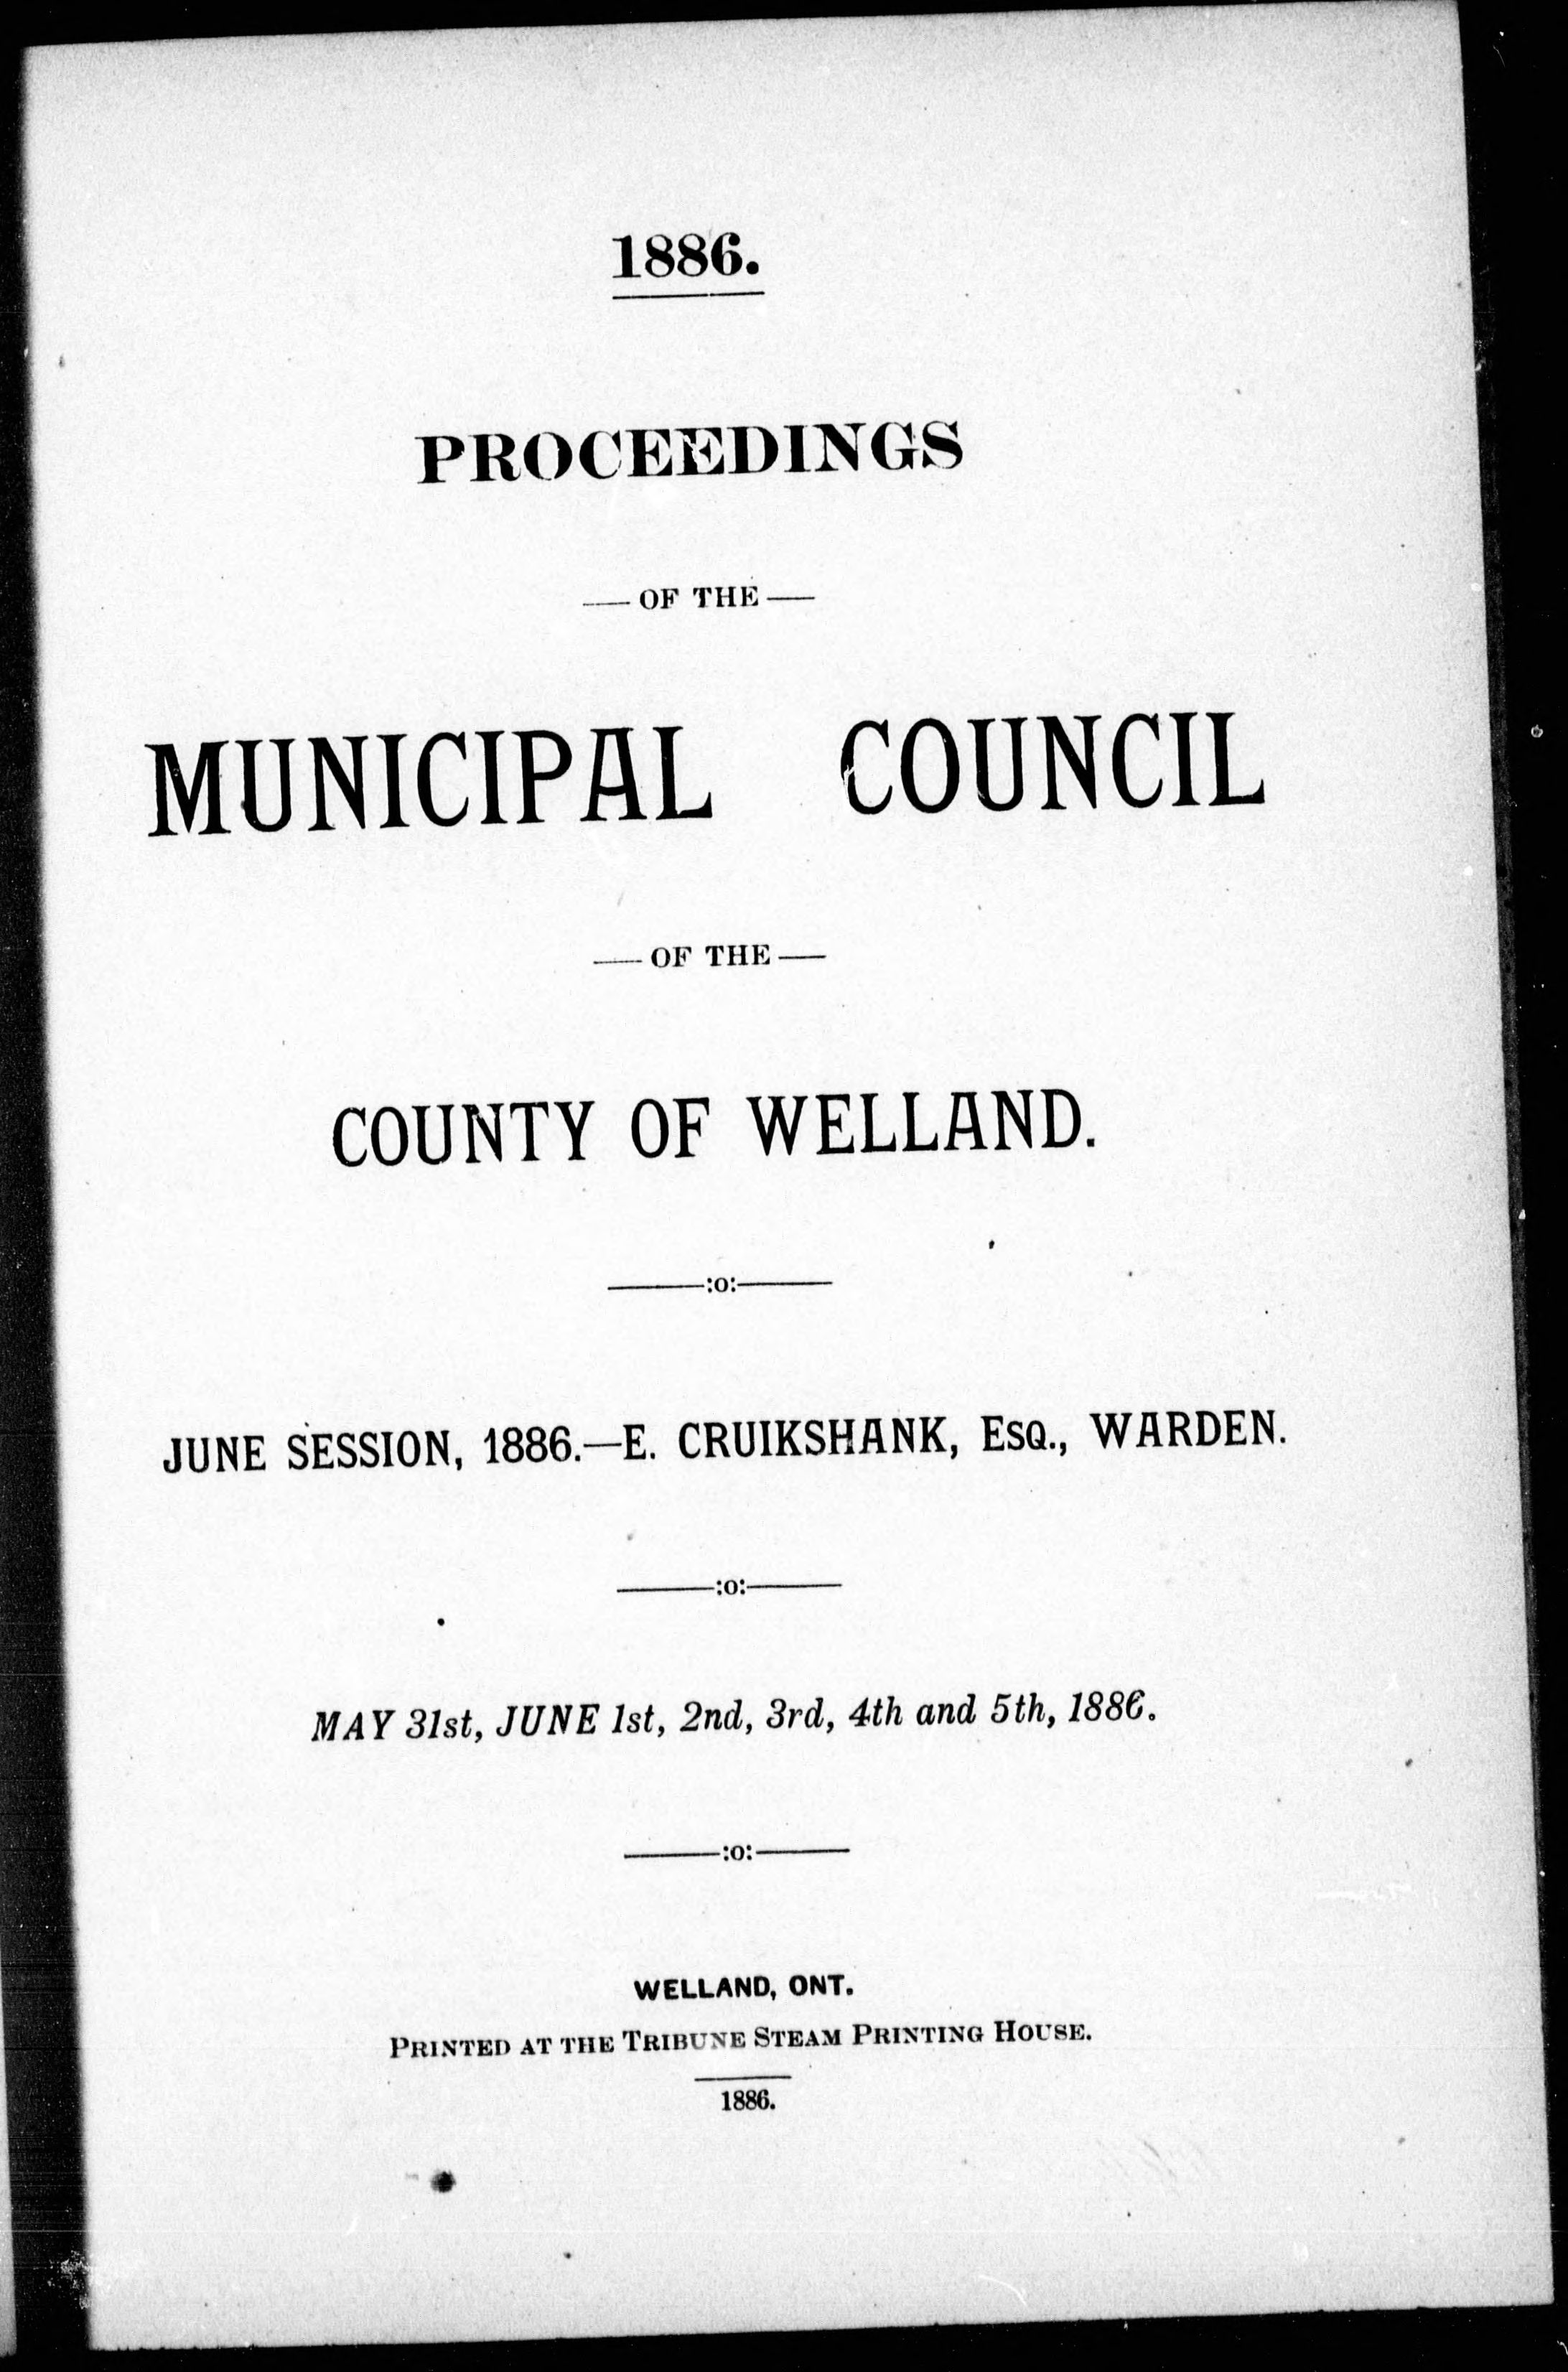 1886.
PROCEEDINGS
— OF THE —
MUNICIPAL COUNCIL
— OF THE —
COUNTY OF WELLAND.
———:o:———
JUNE SESSION, 1886.—E. CRUIKSHANK, ESQ., WARDEN.
———:o:———
MAY 31st, JUNE 1st, 2nd, 3rd, 4th and 5th, 1886.
———:o:———
WELLAND, ONT.
PRINTED AT THE TRIBUNE STEAM PRINTING HOUSE.
1886.